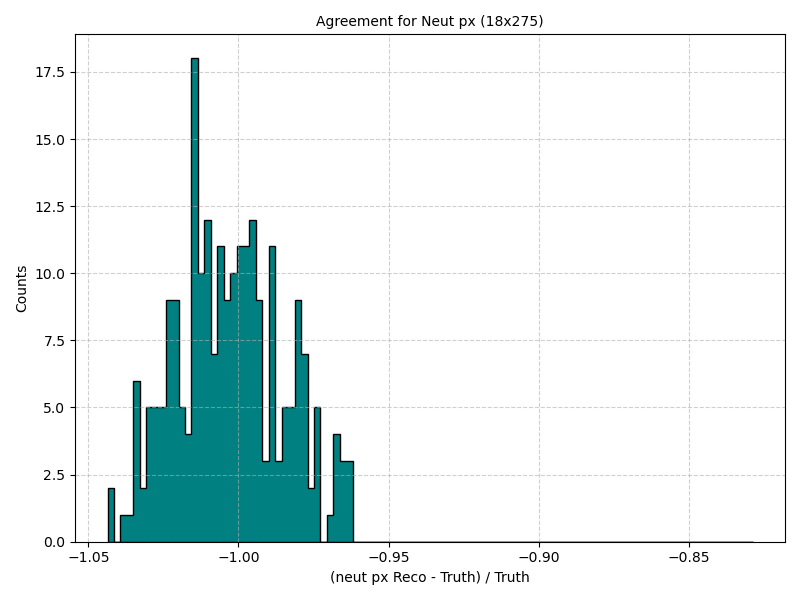 Agreement for Neut px (18x275)
Counts
17.5
15.0
12.5
10.0
7.5
5.0
2.5
0.0
−1.05 −1.00 −0.95 −0.90 −0.85
(neut px Reco - Truth) / Truth